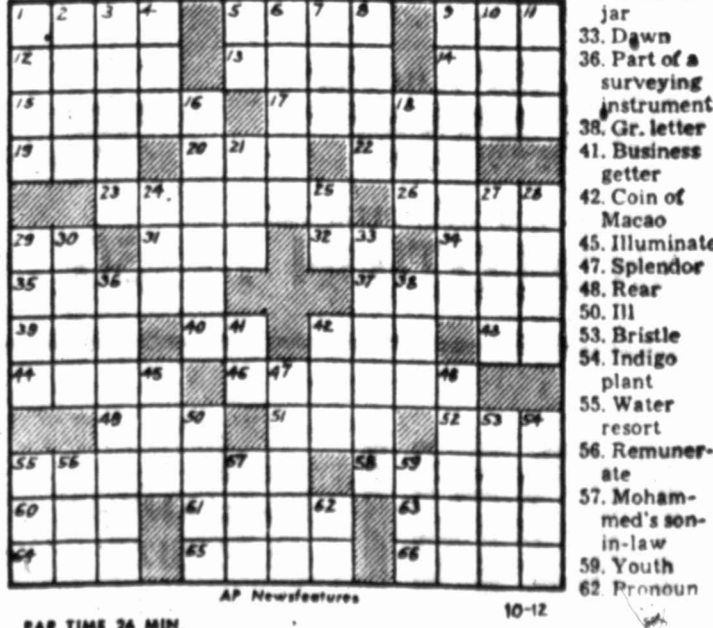 1 2 3 4 5 6 7 8 9 10 11
12 13 14
15 16 17 18
19 20 21 22
23 24 25 26 27 28
29 30 31 32 33 34
35 36 37 38
39 40 41 42 43
44 45 46 47 48
49 50 51 52 53 54
55 56 57 58 59
60 61 62 63
64 65 66
AP Newsfeatures
PAR TIME 26 MIN
10-12
jar
33. Dawn
36. Part of a
surveying
instrument
38. Gr. letter
41. Business
getter
42. Coin of
Macao
45. Illuminate
47. Splendor
48. Rear
50. Ill
53. Bristle
54. Indigo
plant
55. Water
resort
56. Remuner-
ate
57. Moham-
med's son-
in-law
59. Youth
62. Pronoun